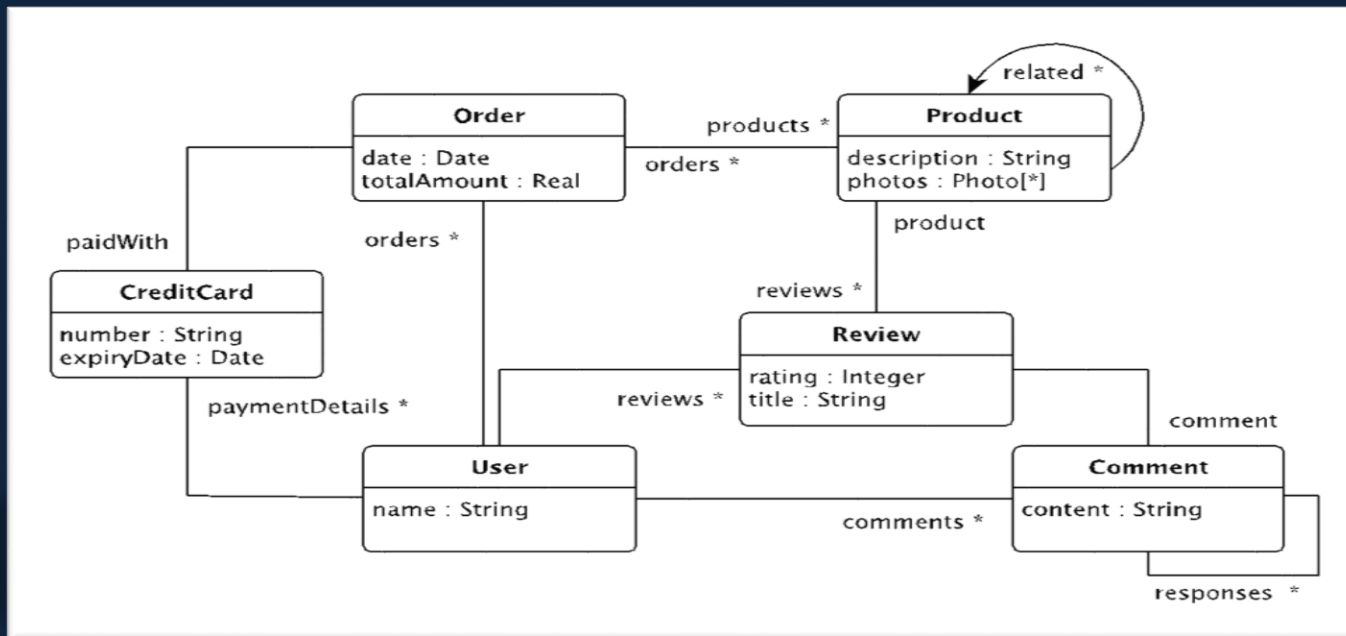 related *
Order
Product
products *
date : Date
totalAmount : Real
orders *
description : String
photos : Photo[*]
product
paidWith
orders *
CreditCard
number : String
expiryDate : Date
reviews *
Review
rating : Integer
title : String
reviews *
paymentDetails *
comment
User
name : String
Comment
content : String
comments *
responses *